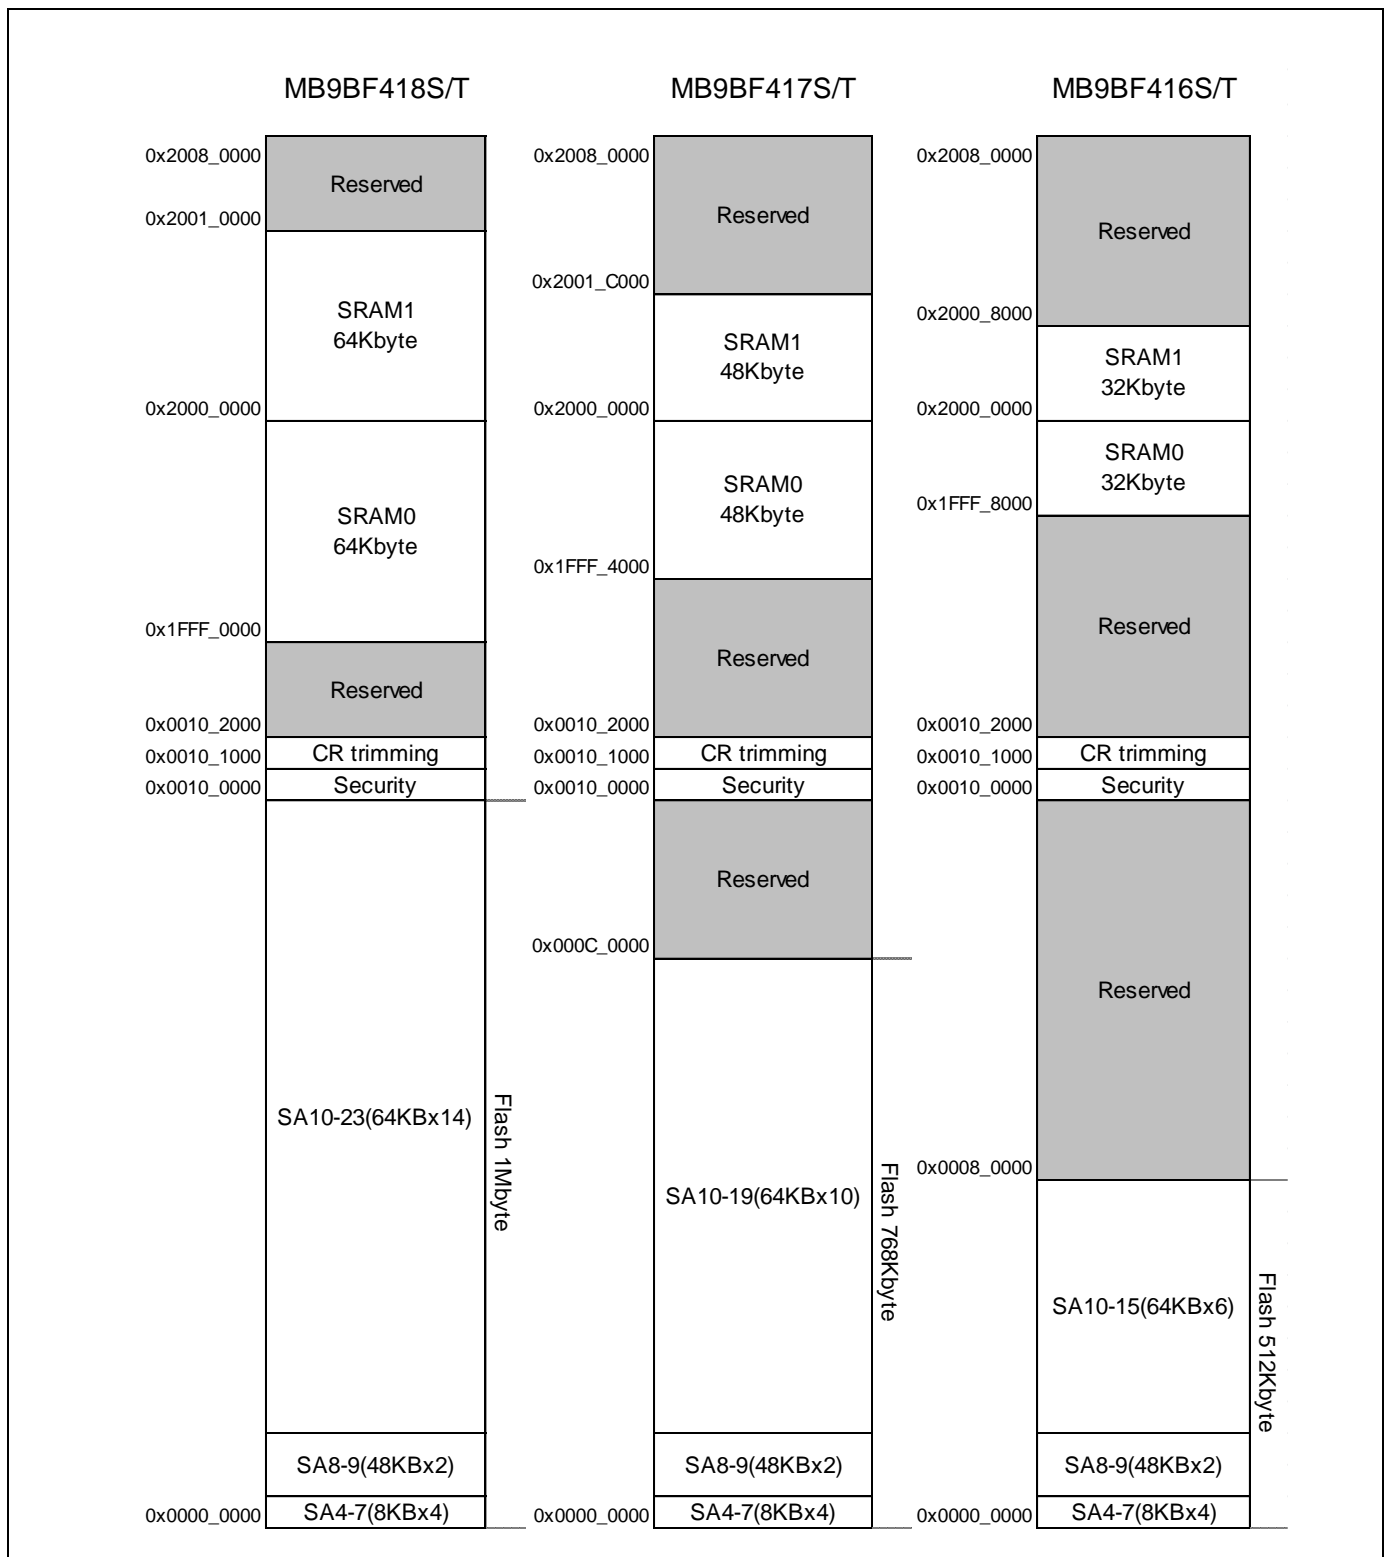 MB9BF418S/T
0x2008_0000
Reserved
0x2001_0000
SRAM1
64Kbyte
0x2000_0000
SRAM0
64Kbyte
0x1FFF_0000
Reserved
0x0010_2000
CR trimming
0x0010_1000
Security
0x0010_0000
SA10-23(64KBx14)
Flash 1Mbyte
SA8-9(48KBx2)
SA4-7(8KBx4)
0x0000_0000
MB9BF417S/T
0x2008_0000
Reserved
0x2001_C000
SRAM1
48Kbyte
0x2000_0000
SRAM0
48Kbyte
0x1FFF_4000
Reserved
0x0010_2000
CR trimming
0x0010_1000
Security
0x0010_0000
Reserved
0x000C_0000
SA10-19(64KBx10)
Flash 768Kbyte
SA8-9(48KBx2)
SA4-7(8KBx4)
0x0000_0000
MB9BF416S/T
0x2008_0000
Reserved
0x2000_8000
SRAM1
32Kbyte
0x2000_0000
SRAM0
32Kbyte
0x1FFF_8000
Reserved
0x0010_2000
CR trimming
0x0010_1000
Security
0x0010_0000
Reserved
0x0008_0000
SA10-15(64KBx6)
Flash 512Kbyte
SA8-9(48KBx2)
SA4-7(8KBx4)
0x0000_0000